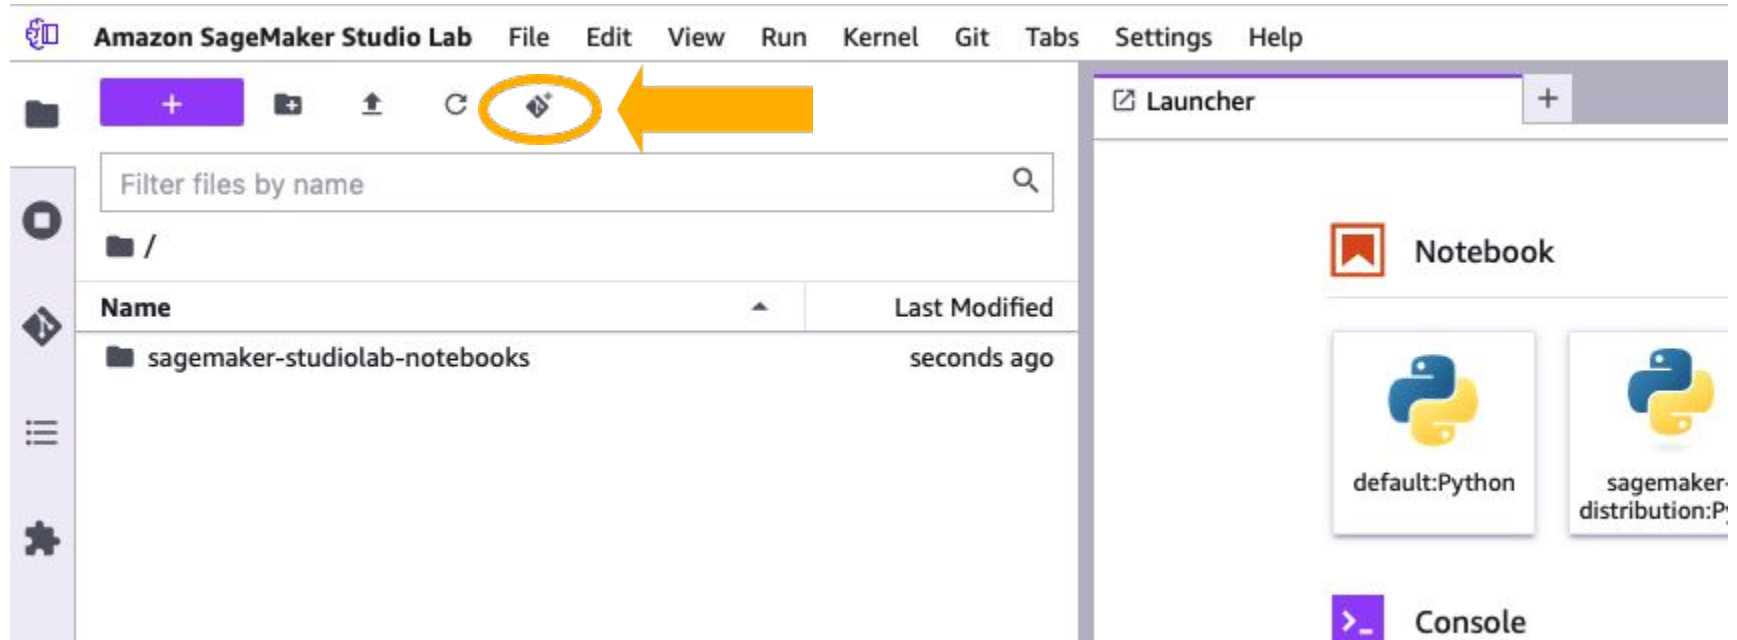 Amazon SageMaker Studio Lab File Edit View Run Kernel Git Tabs Settings Help
+
Launcher +
Filter files by name
/
Name Last Modified
sagemaker-studiolab-notebooks seconds ago
Notebook
default:Python
sagemaker-
distribution:Py
Console